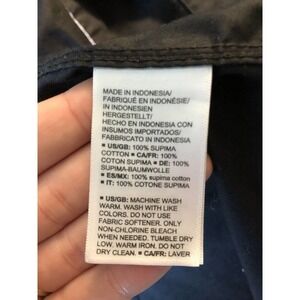 MADE IN INDONESIA/
FABRIQUÉ EN INDONÉSIE/
IN INDONESIEN
HERGESTELLT/
HECHO EN INDONESIA CON
INSUMOS IMPORTADOS/
FABBRICATO IN INDONESIA
▪ US/GB: 100% SUPIMA
COTTON ▪ CA/FR: 100%
COTON SUPIMA ▪ DE: 100%
SUPIMA-BAUMWOLLE
▪ ES/MX: 100% supima cotton
▪ IT: 100% COTONE SUPIMA
▪ US/GB: MACHINE WASH
WARM. WASH WITH LIKE
COLORS. DO NOT USE
FABRIC SOFTENER. ONLY
NON-CHLORINE BLEACH
WHEN NEEDED. TUMBLE DRY
LOW. WARM IRON. DO NOT
DRY CLEAN. ▪ CA/FR: LAVER